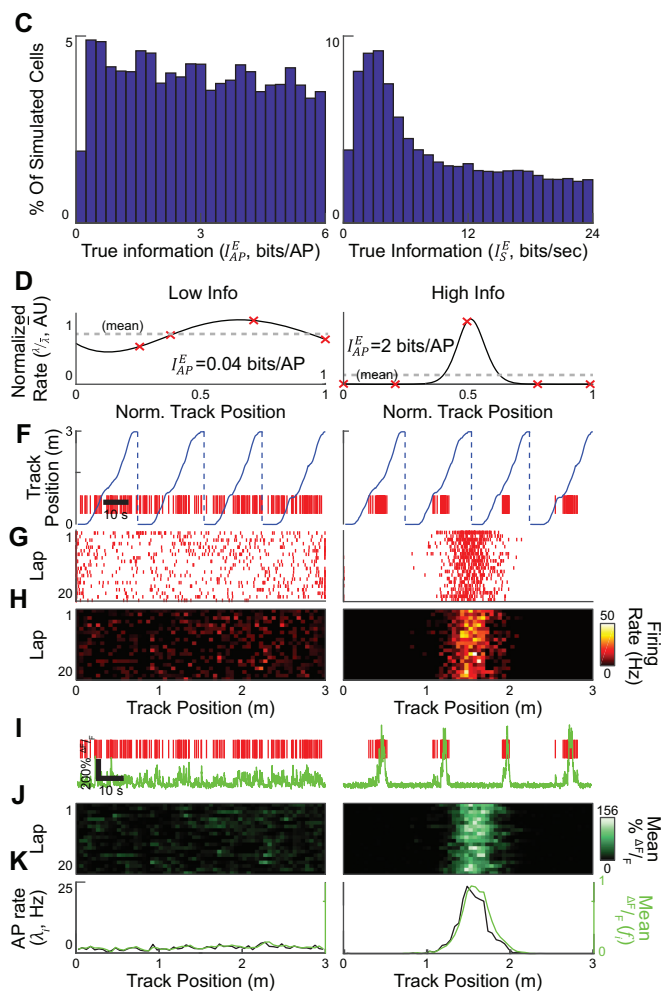 C
5
0
% Of Simulated Cells
0 3 6
True information (I^E_AP, bits/AP)
10
0
0 12 24
True Information (I^E_S, bits/sec)
D
Low Info
High Info
Normalized Rate (λ/λ̄, AU)
1
0
(mean)
I^E_AP=0.04 bits/AP
0 0.5 1
1
Norm. Track Position
I^E_AP=2 bits/AP
(mean)
0 0.5 1
Norm. Track Position
F
Track Position (m)
3
0
10 s
G
Lap
1
20
H
Lap
1
20
0 1 2 3
Track Position (m)
0 1 2 3
Track Position (m)
50
0
Firing Rate (Hz)
I
200% ΔF/F
10 s
J
Lap
1
20
156
0
Mean % ΔF/F
K
AP rate (λ, Hz)
25
0
0 1 2 3
Track Position (m)
0 1 2 3
Track Position (m)
1
0
Mean ΔF/F (f)